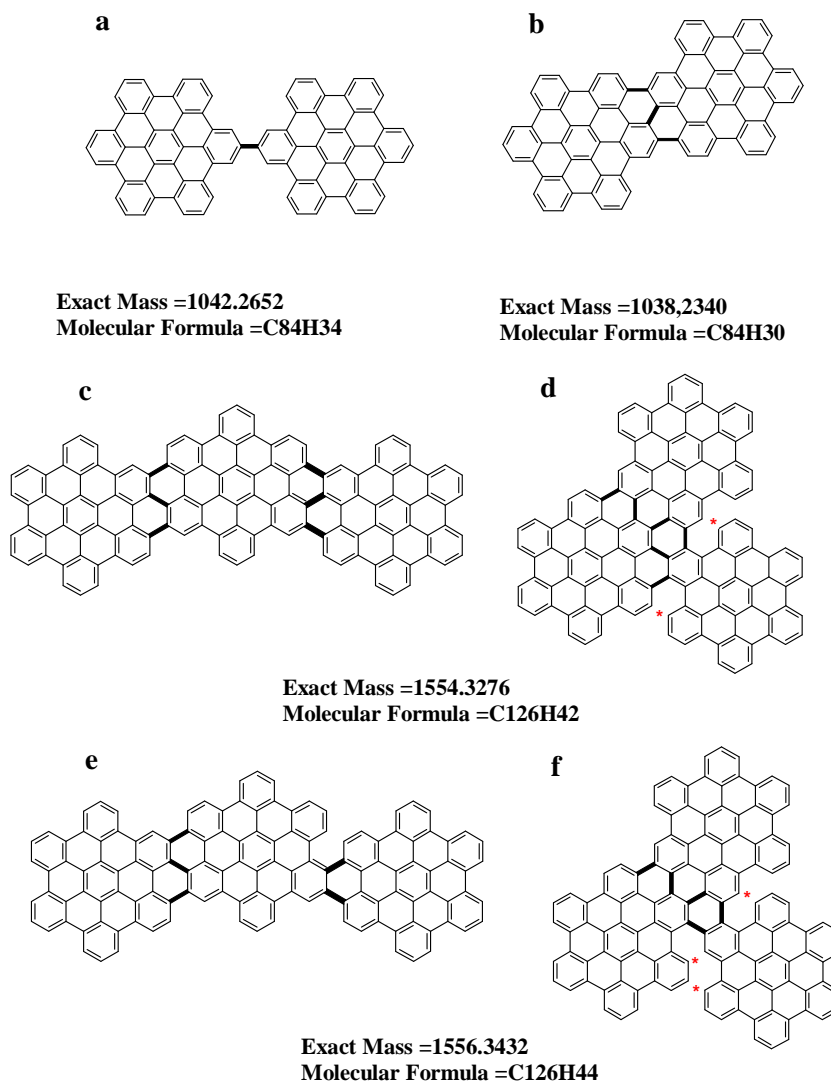 a
b
Exact Mass =1042.2652
Molecular Formula =C84H34
Exact Mass =1038,2340
Molecular Formula =C84H30
c
d
*
*
Exact Mass =1554.3276
Molecular Formula =C126H42
e
f
*
*
*
Exact Mass =1556.3432
Molecular Formula =C126H44